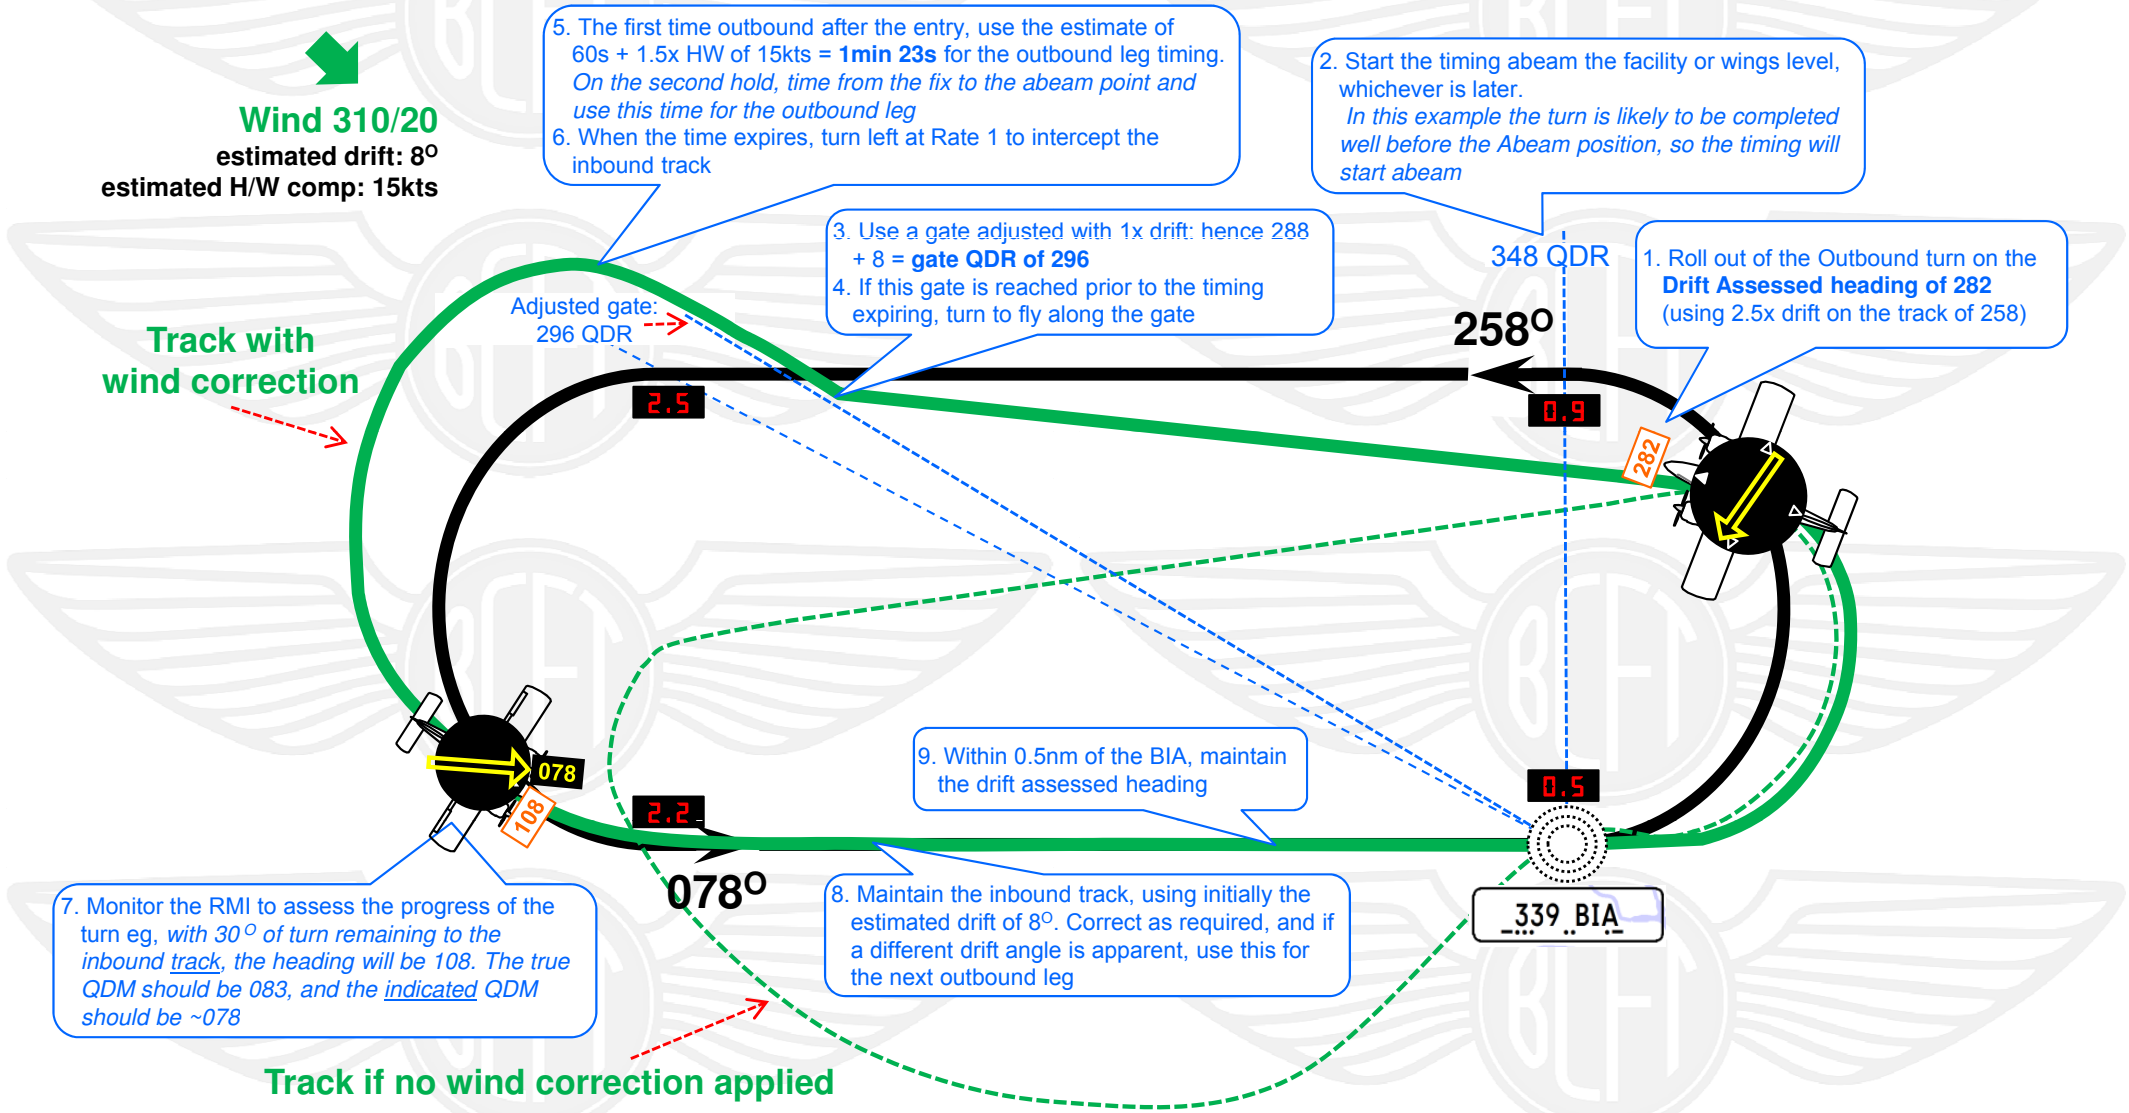 5. The first time outbound after the entry, use the estimate of
60s + 1.5x HW of 15kts = 1min 23s for the outbound leg timing.
On the second hold, time from the fix to the abeam point and
use this time for the outbound leg
6. When the time expires, turn left at Rate 1 to intercept the
inbound track
2. Start the timing abeam the facility or wings level,
whichever is later.
In this example the turn is likely to be completed
well before the Abeam position, so the timing will
start abeam
Wind 310/20
estimated drift: 8O
estimated H/W comp: 15kts
3. Use a gate adjusted with 1x drift: hence 288
+ 8 = gate QDR of 296
4. If this gate is reached prior to the timing
expiring, turn to fly along the gate
348 QDR
1. Roll out of the Outbound turn on the
Drift Assessed heading of 282
(using 2.5x drift on the track of 258)
Adjusted gate:
296 QDR
Track with
wind correction
258O
2.5
0.9
282
9. Within 0.5nm of the BIA, maintain
the drift assessed heading
078
108
2.2
0.5
078O
7. Monitor the RMI to assess the progress of the
turn eg, with 30O of turn remaining to the
inbound track, the heading will be 108. The true
QDM should be 083, and the indicated QDM
should be ~078
8. Maintain the inbound track, using initially the
estimated drift of 8O. Correct as required, and if
a different drift angle is apparent, use this for
the next outbound leg
339 BIA
Track if no wind correction applied